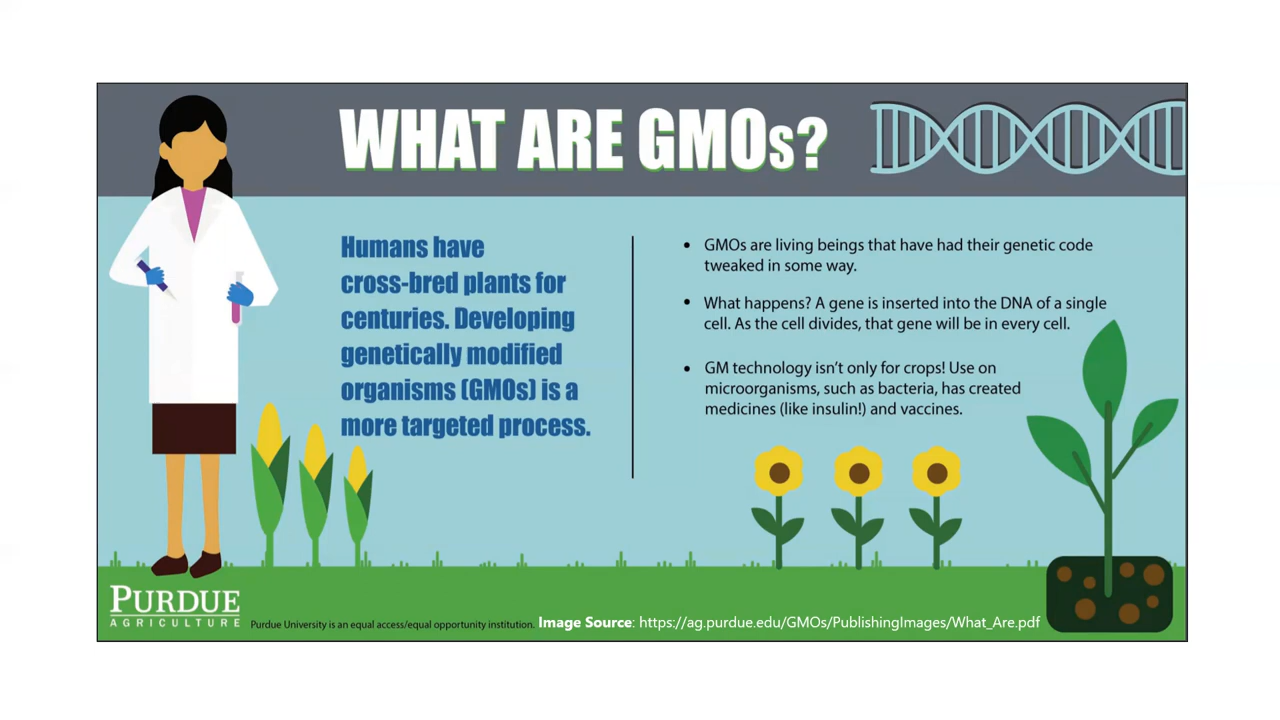 WHAT ARE GMOs?
Humans have
cross-bred plants for
centuries. Developing
genetically modified
organisms (GMOs) is a
more targeted process.
• GMOs are living beings that have had their genetic code
tweaked in some way.
• What happens? A gene is inserted into the DNA of a single
cell. As the cell divides, that gene will be in every cell.
• GM technology isn't only for crops! Use on
microorganisms, such as bacteria, has created
medicines (like insulin!) and vaccines.
PURDUE
AGRICULTURE
Purdue University is an equal access/equal opportunity institution.
Image Source: https://ag.purdue.edu/GMOs/PublishingImages/What_Are.pdf